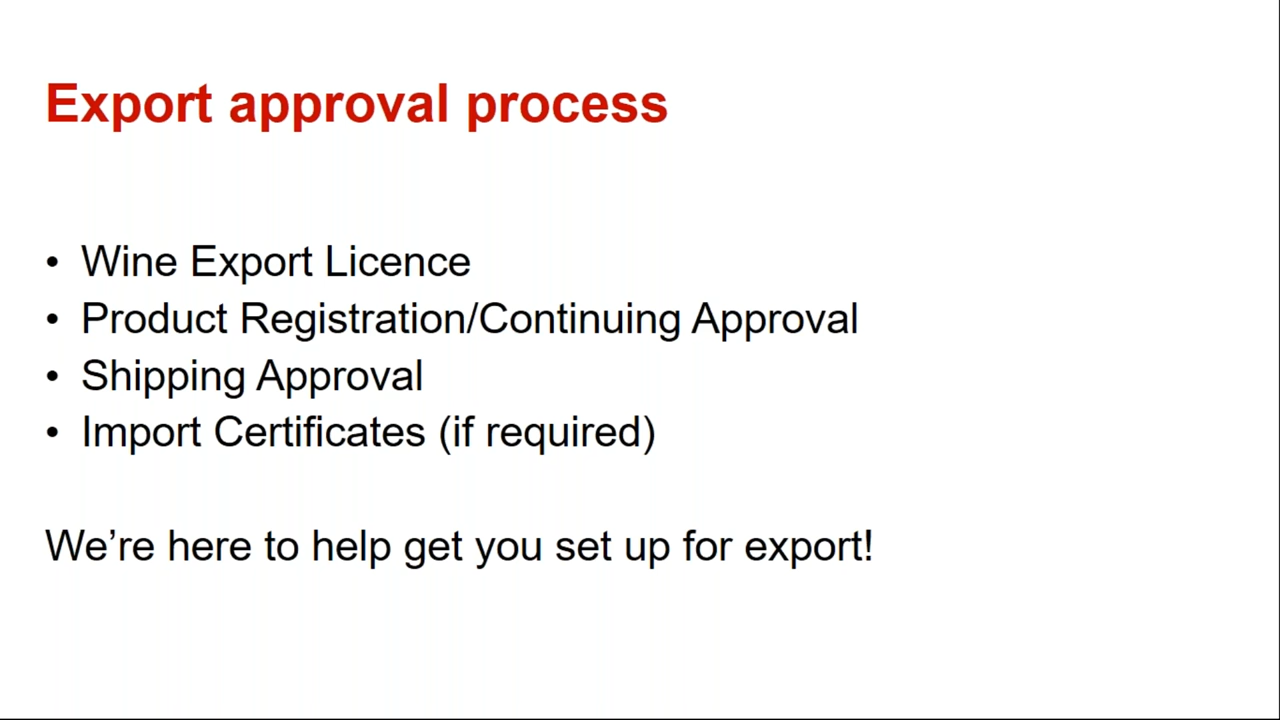 Export approval process
• Wine Export Licence
• Product Registration/Continuing Approval
• Shipping Approval
• Import Certificates (if required)
We’re here to help get you set up for export!